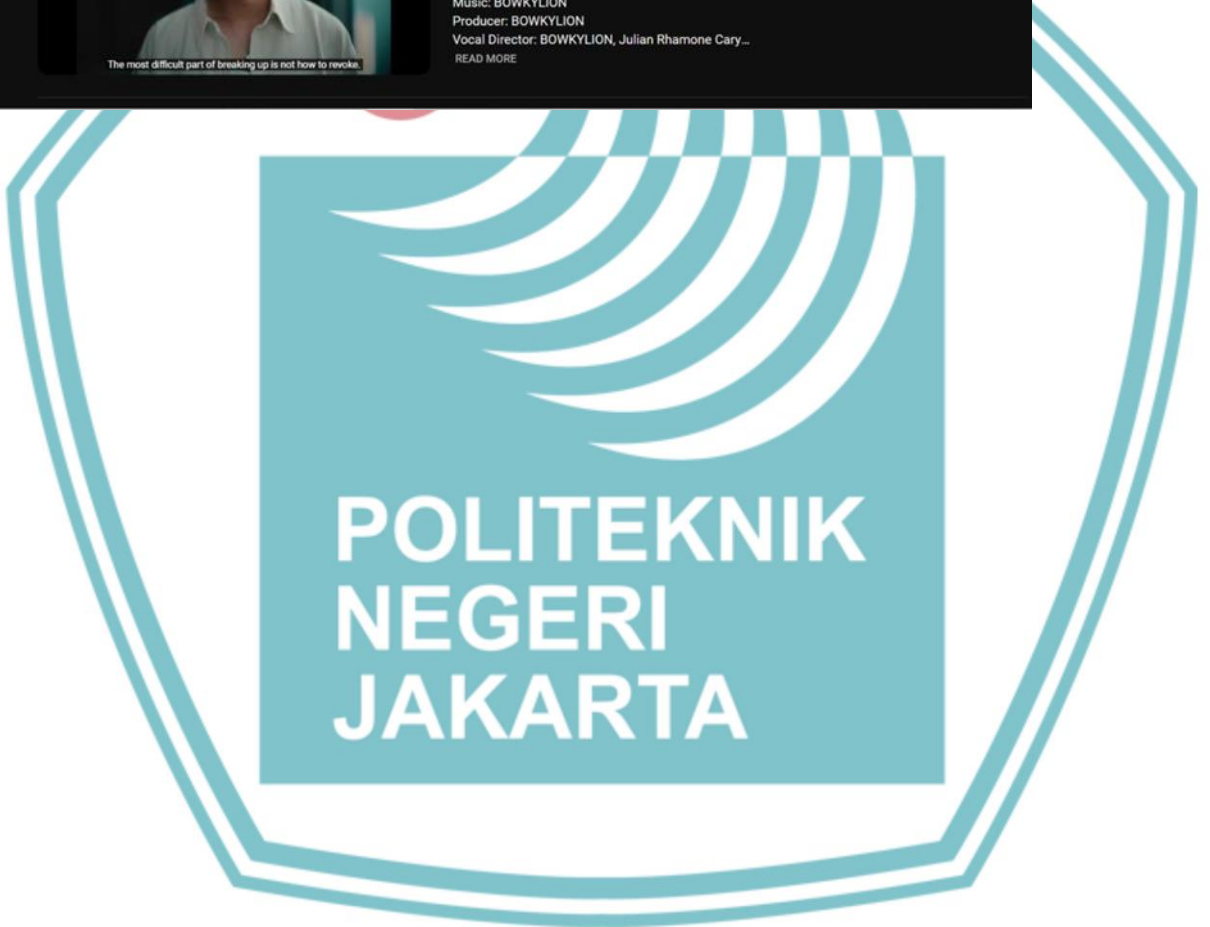 Music: BOWKYLION
Producer: BOWKYLION
Vocal Director: BOWKYLION, Julian Rhamone Cary...
READ MORE
The most difficult part of breaking up is not how to revoke.
POLITEKNIK
NEGERI
JAKARTA